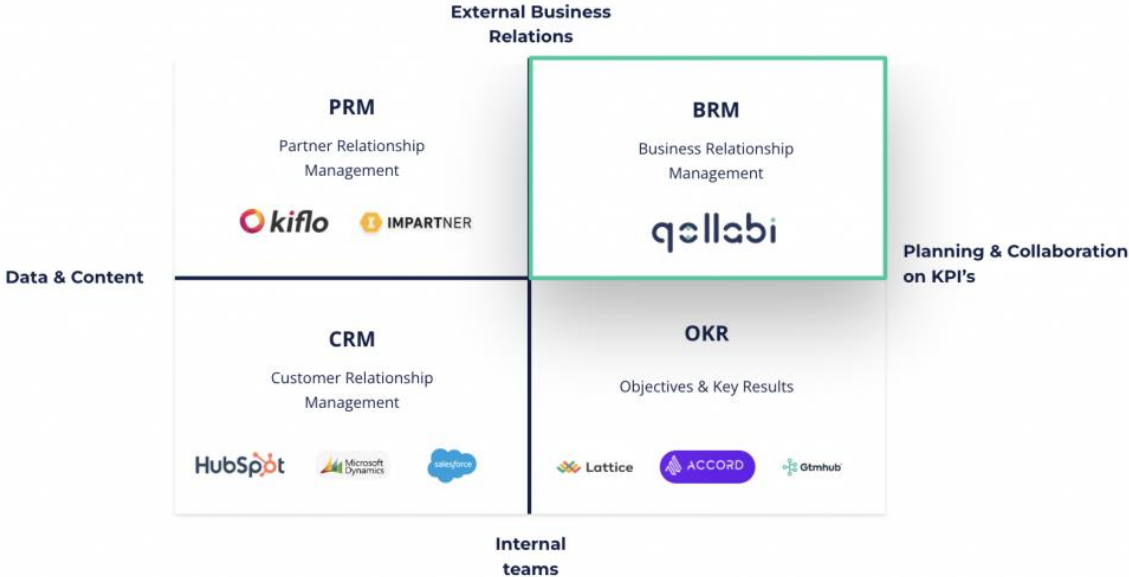 External Business
Relations
PRM
Partner Relationship
Management
kiflo
IMPARTNER
BRM
Business Relationship
Management
qollabi
Data & Content
Planning & Collaboration
on KPI's
CRM
Customer Relationship
Management
HubSpot
Microsoft
Dynamics
salesforce
OKR
Objectives & Key Results
Lattice
ACCORD
Gtmhub
Internal
teams